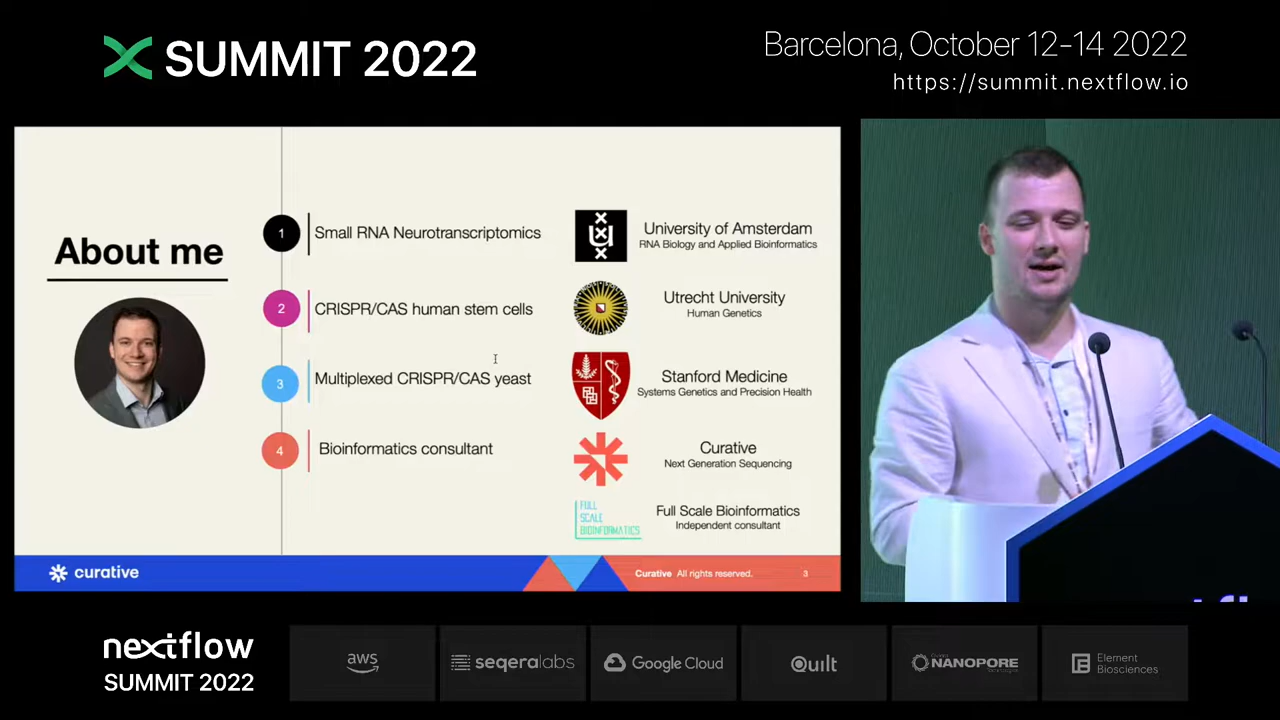 SUMMIT 2022
Barcelona, October 12-14 2022
https://summit.nextflow.io
About me
1
Small RNA Neurotranscriptomics
2
CRISPR/CAS human stem cells
3
Multiplexed CRISPR/CAS yeast
4
Bioinformatics consultant
University of Amsterdam
RNA Biology and Applied Bioinformatics
Utrecht University
Human Genetics
Stanford Medicine
Systems Genetics and Precision Health
Curative
Next Generation Sequencing
FULL
SCALE
BIOINFORMATICS
Full Scale Bioinformatics
Independent consultant
curative
Curative All rights reserved.
3
nextflow
SUMMIT 2022
aws
seqeralabs
Google Cloud
Quilt
NANOPORE
Element
Biosciences